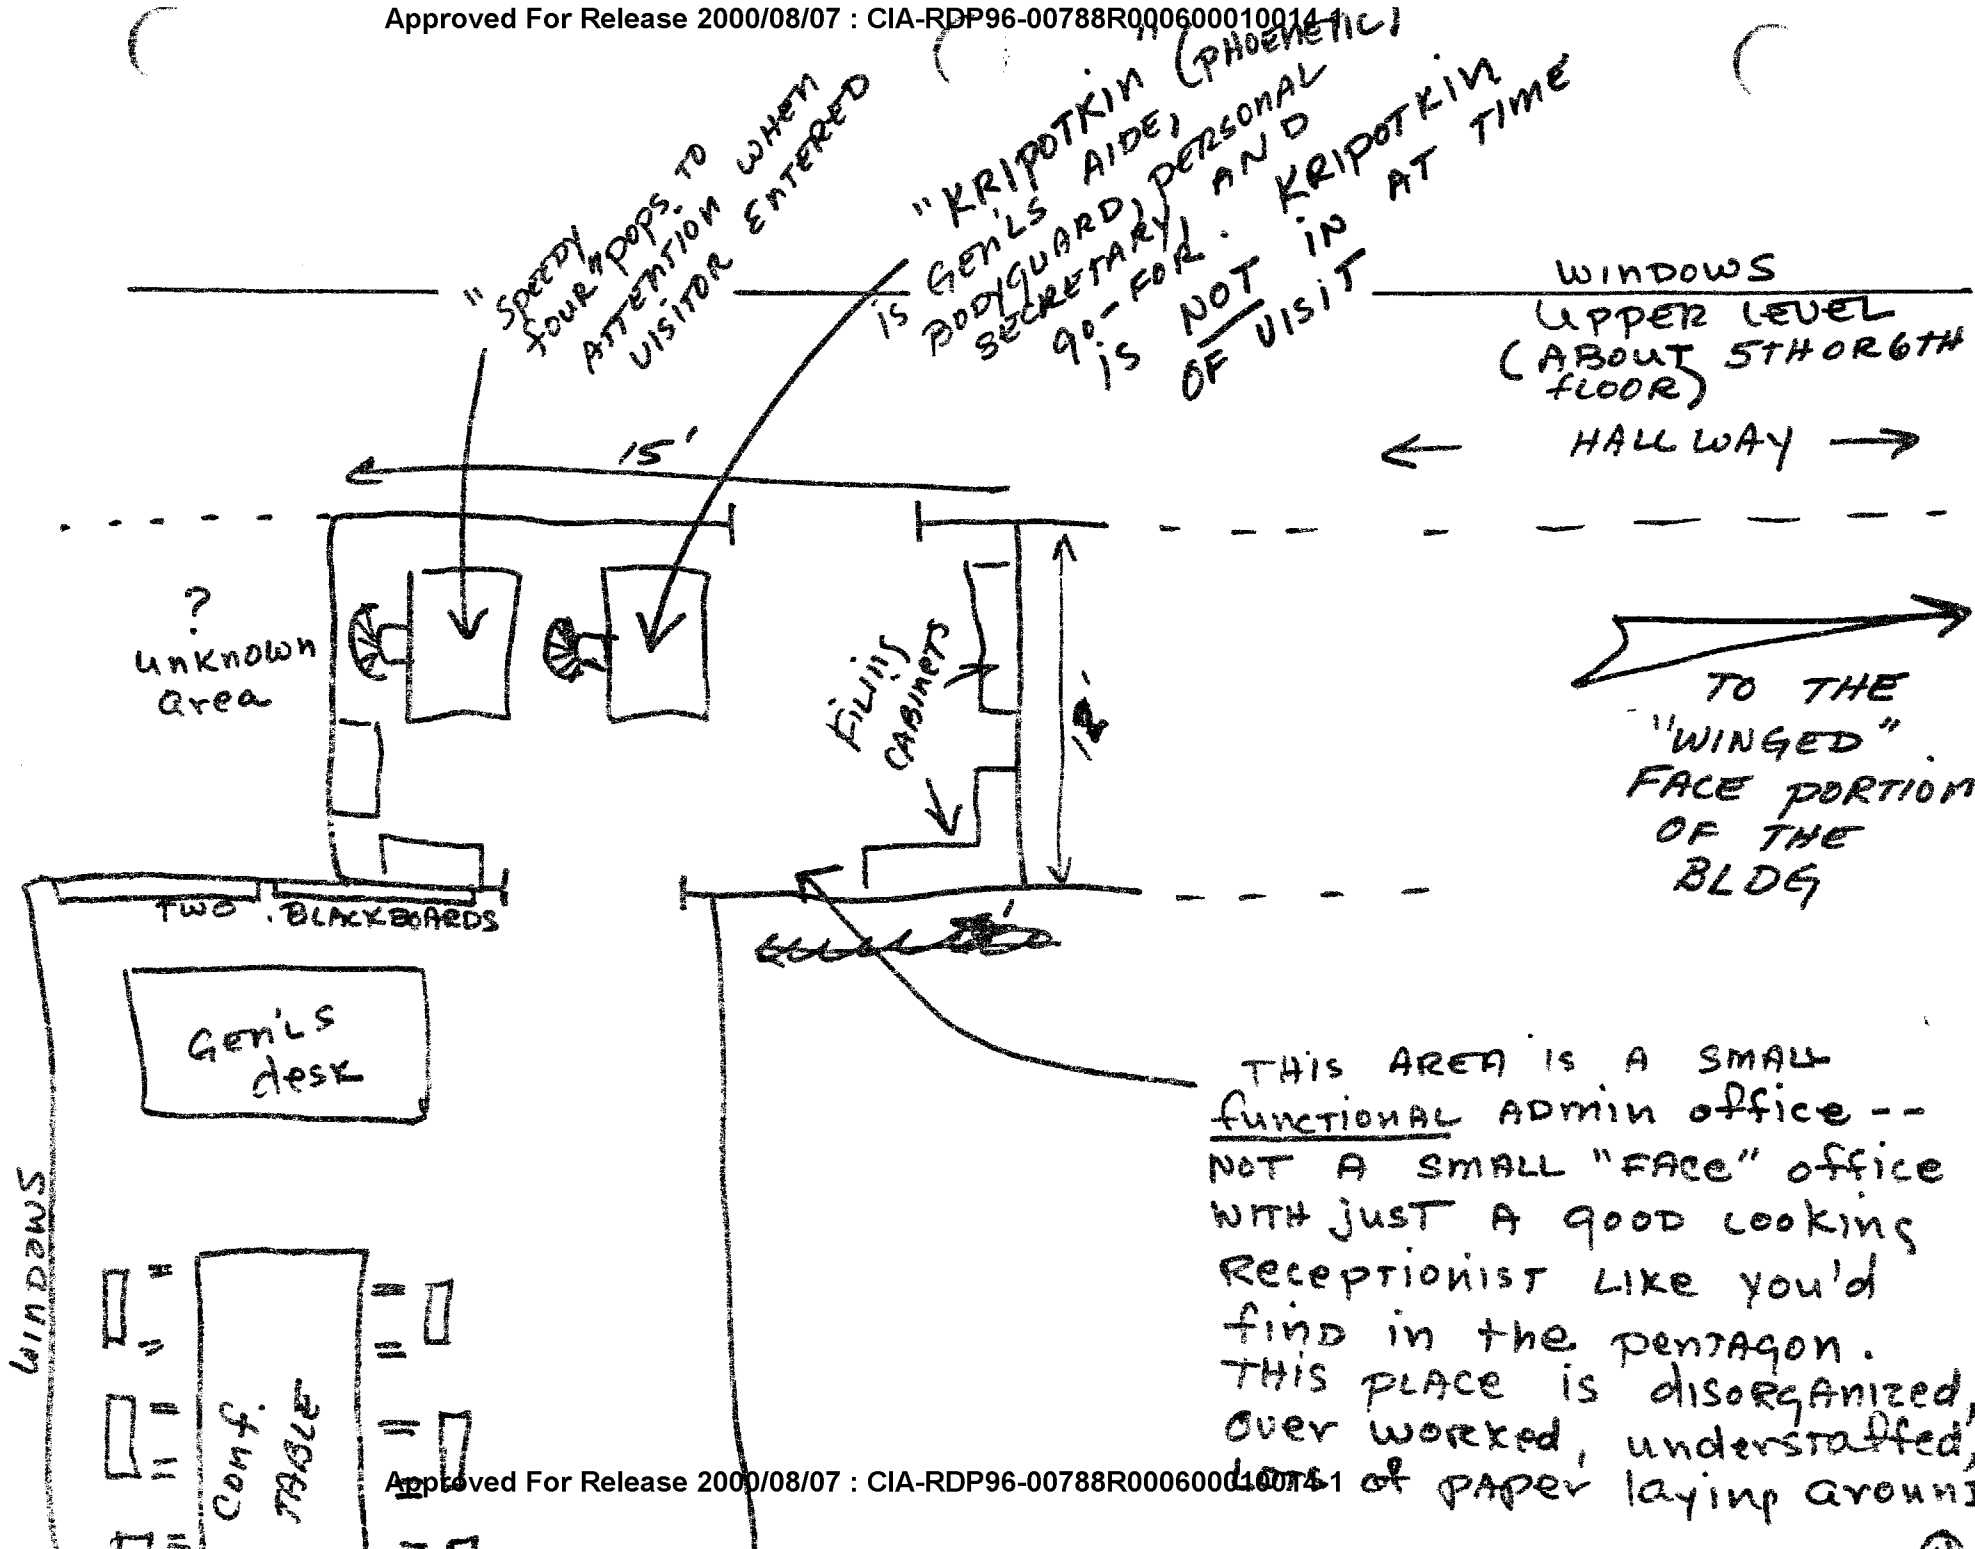 Approved For Release 2000/08/07 : CIA-RDP96-00788R000600010014-1
"SPEEDY
FOUR" POPS TO
ATTENTION WHEN
VISITOR ENTERED
"KRIPOTKIN" (PHOENETIC)
IS GEN'LS AIDE,
BODYGUARD, PERSONAL
SECRETARY, AND
GO-FOR. KRIPOTKIN
IS NOT IN AT TIME
OF VISIT
WINDOWS
UPPER LEVEL
(ABOUT 5TH OR 6TH
FLOOR)
HALLWAY
15'
?
unknown
area
FILING
CABINETS
TO THE
"WINGED"
FACE PORTION
OF THE
BLDG
TWO BLACKBOARDS
GEN'LS
desk
WINDOWS
Conf.
TABLE
THIS AREA IS A SMALL
functional ADMIN office --
NOT A SMALL "FACE" office
WITH JUST A GOOD LOOKING
RECEPTIONIST LIKE YOU'd
find in the PENTAGON.
THIS PLACE is disORGANIZED,
over WORKED, understaffed,
LOTS of PAPER laying around
Approved For Release 2000/08/07 : CIA-RDP96-00788R000600010014-1